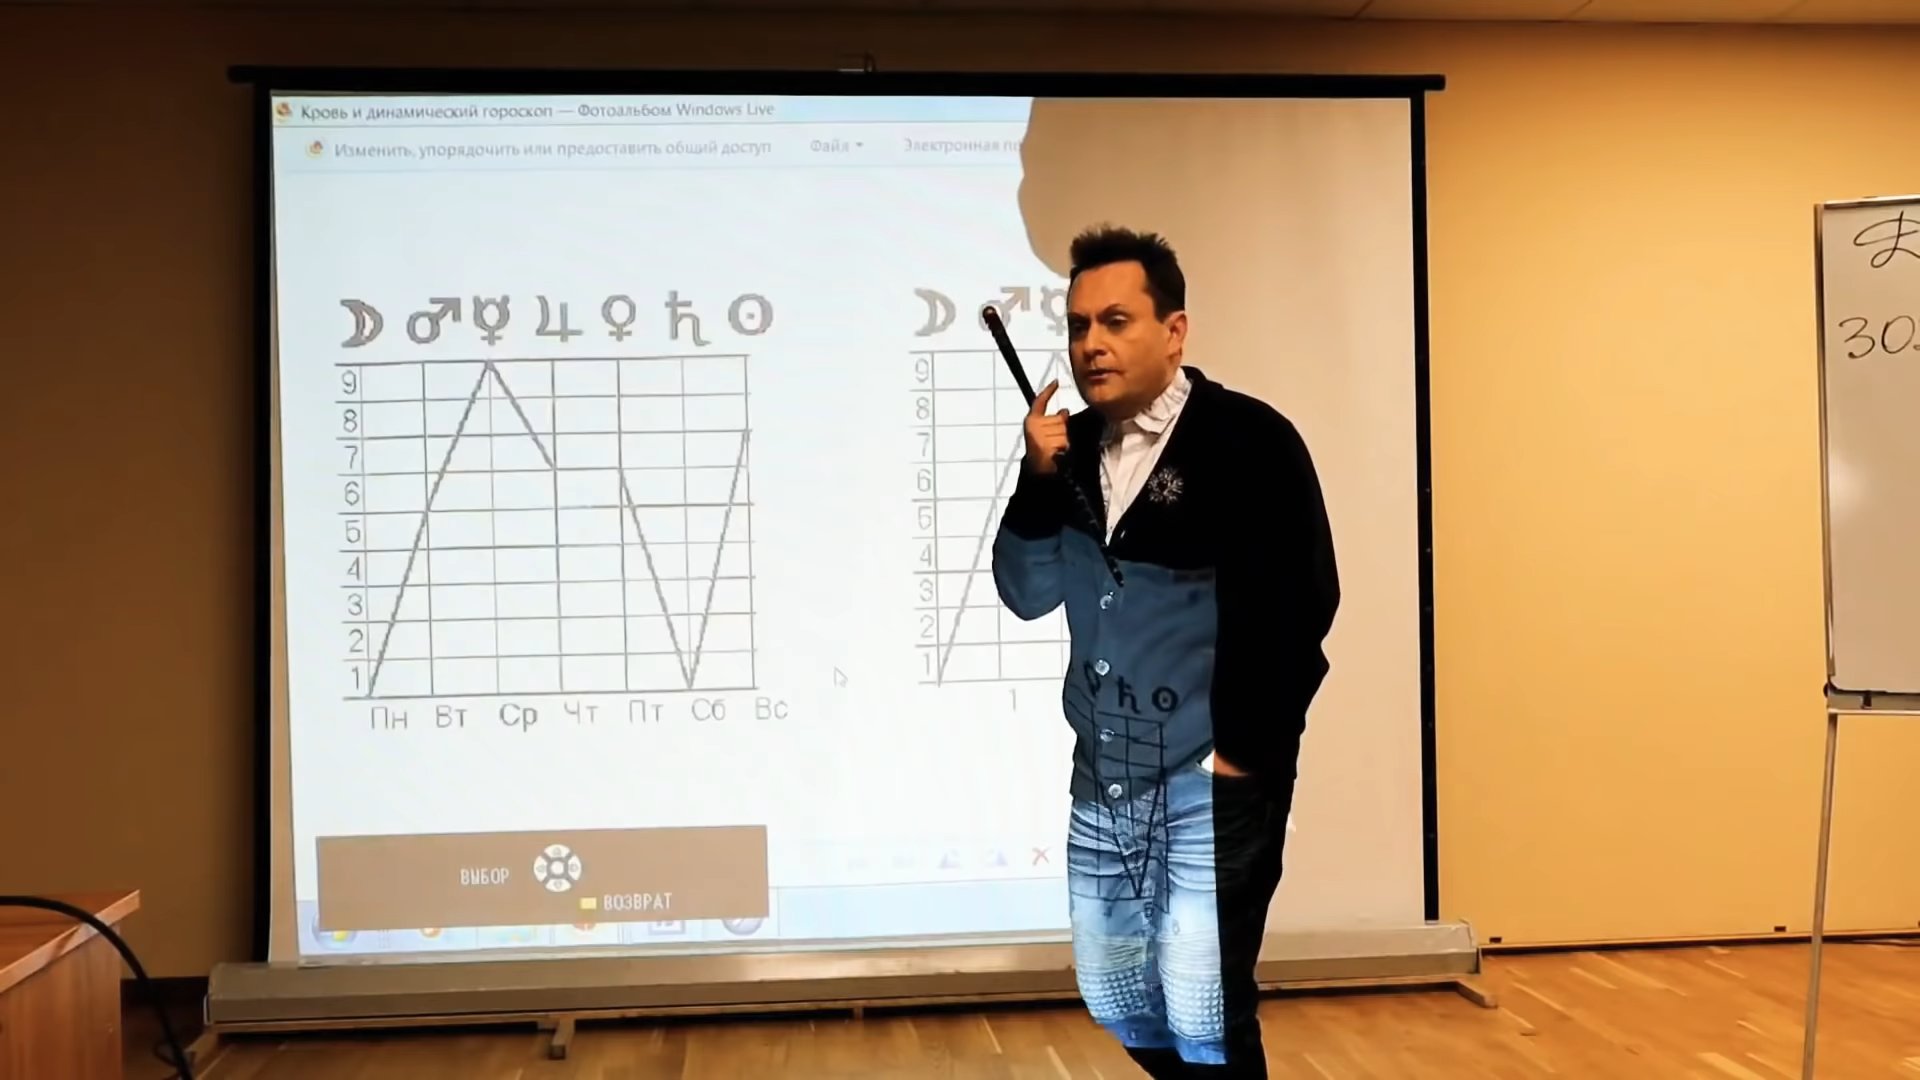 Кровь и динамический гороскоп — Фотоальбом Windows Live
Изменить, упорядочить или предоставить общий доступ Файл Электронная
☽ ♂ ☿ ♃ ♀ ♄ ☉
9
8
7
6
5
4
3
2
1
Пн Вт Ср Чт Пт Сб Вс
☽ ♂ ☿
9
8
7
6
5
4
3
2
1
1
♄ ☉
ВЫБОР
ВОЗВРАТ